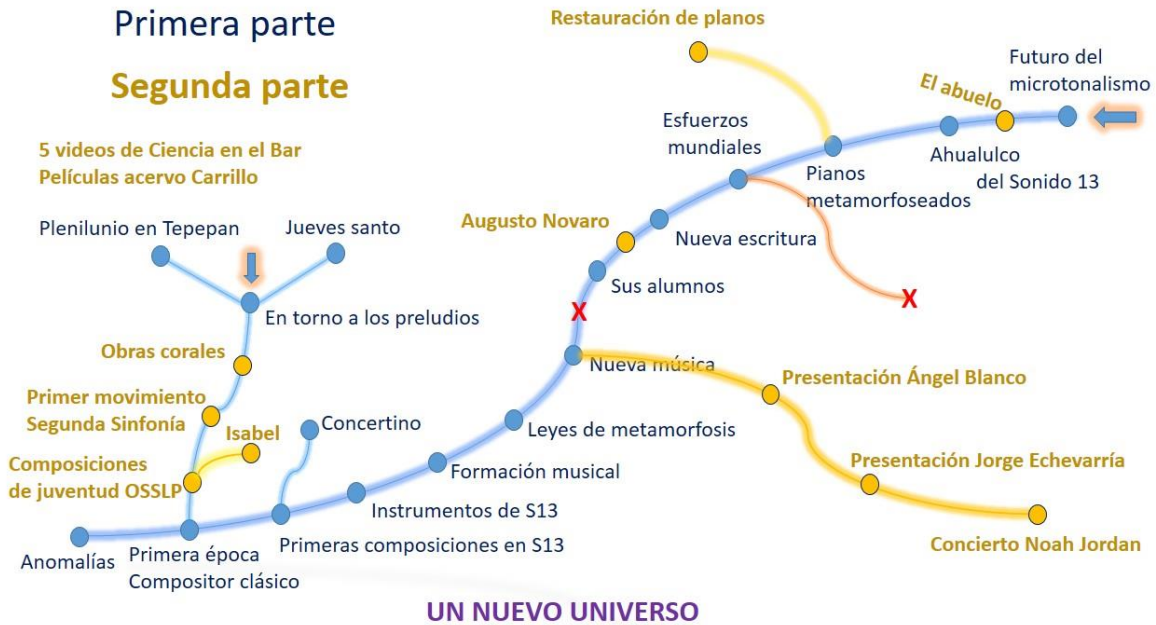 Primera parte
Segunda parte
5 videos de Ciencia en el Bar
Películas acervo Carrillo
Plenilunio en Tepepan
Jueves santo
En torno a los preludios
Obras corales
Primer movimiento
Segunda Sinfonía
Isabel
Composiciones
de juventud OSSLP
Concertino
Anomalías
Primera época
Compositor clásico
Primeras composiciones en S13
Instrumentos de S13
Formación musical
Leyes de metamorfosis
Nueva música
X
Sus alumnos
Augusto Novaro
Nueva escritura
Esfuerzos
mundiales
Restauración de planos
Pianos
metamorfoseados
Ahualulco
del Sonido 13
El abuelo
Futuro del
microtonalismo
X
Presentación Ángel Blanco
Presentación Jorge Echevarría
Concierto Noah Jordan
UN NUEVO UNIVERSO